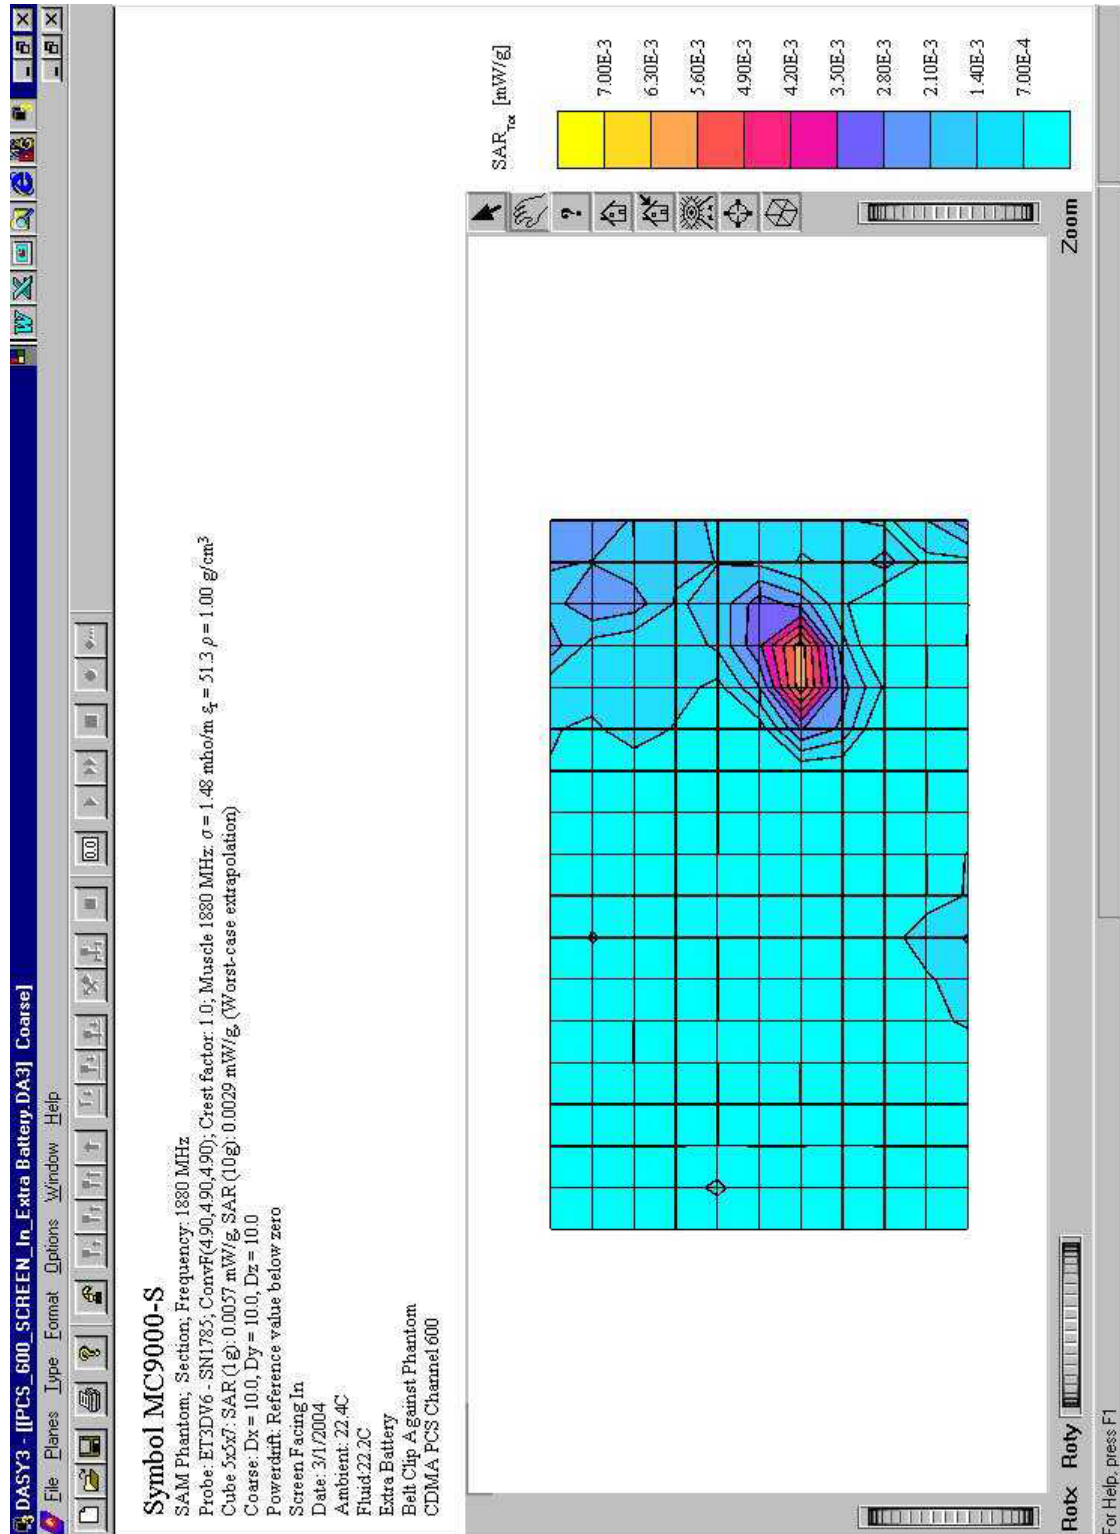 DASY3 - [[PCS_600_SCREEN_In_Extra Battery.DA3] Coarse]
File Planes Type Format Options Window Help
Symbol MC9000-S
SAM Phantom; Section; Frequency: 1880 MHz
Probe: ET3DV6 - SN1785; ConvF(4.90,4.90,4.90); Crest factor: 1.0; Muscle 1880 MHz: σ = 1.48 mho/m εr = 51.3 ρ = 1.00 g/cm³
Cube 5x5x7: SAR (1g): 0.0057 mW/g, SAR (10g): 0.0029 mW/g, (Worst-case extrapolation)
Coarse: Dx = 10.0, Dy = 10.0, Dz = 10.0
Powerdrift: Reference value below zero
Screen Facing In
Date: 3/1/2004
Ambient: 22.4C
Fluid:22.2C
Extra Battery
Belt Clip Against Phantom
CDMA PCS Channel 600
SAR Tot [mW/g]
7.00E-3
6.30E-3
5.60E-3
4.90E-3
4.20E-3
3.50E-3
2.80E-3
2.10E-3
1.40E-3
7.00E-4
Rotx Roty Zoom
For Help, press F1